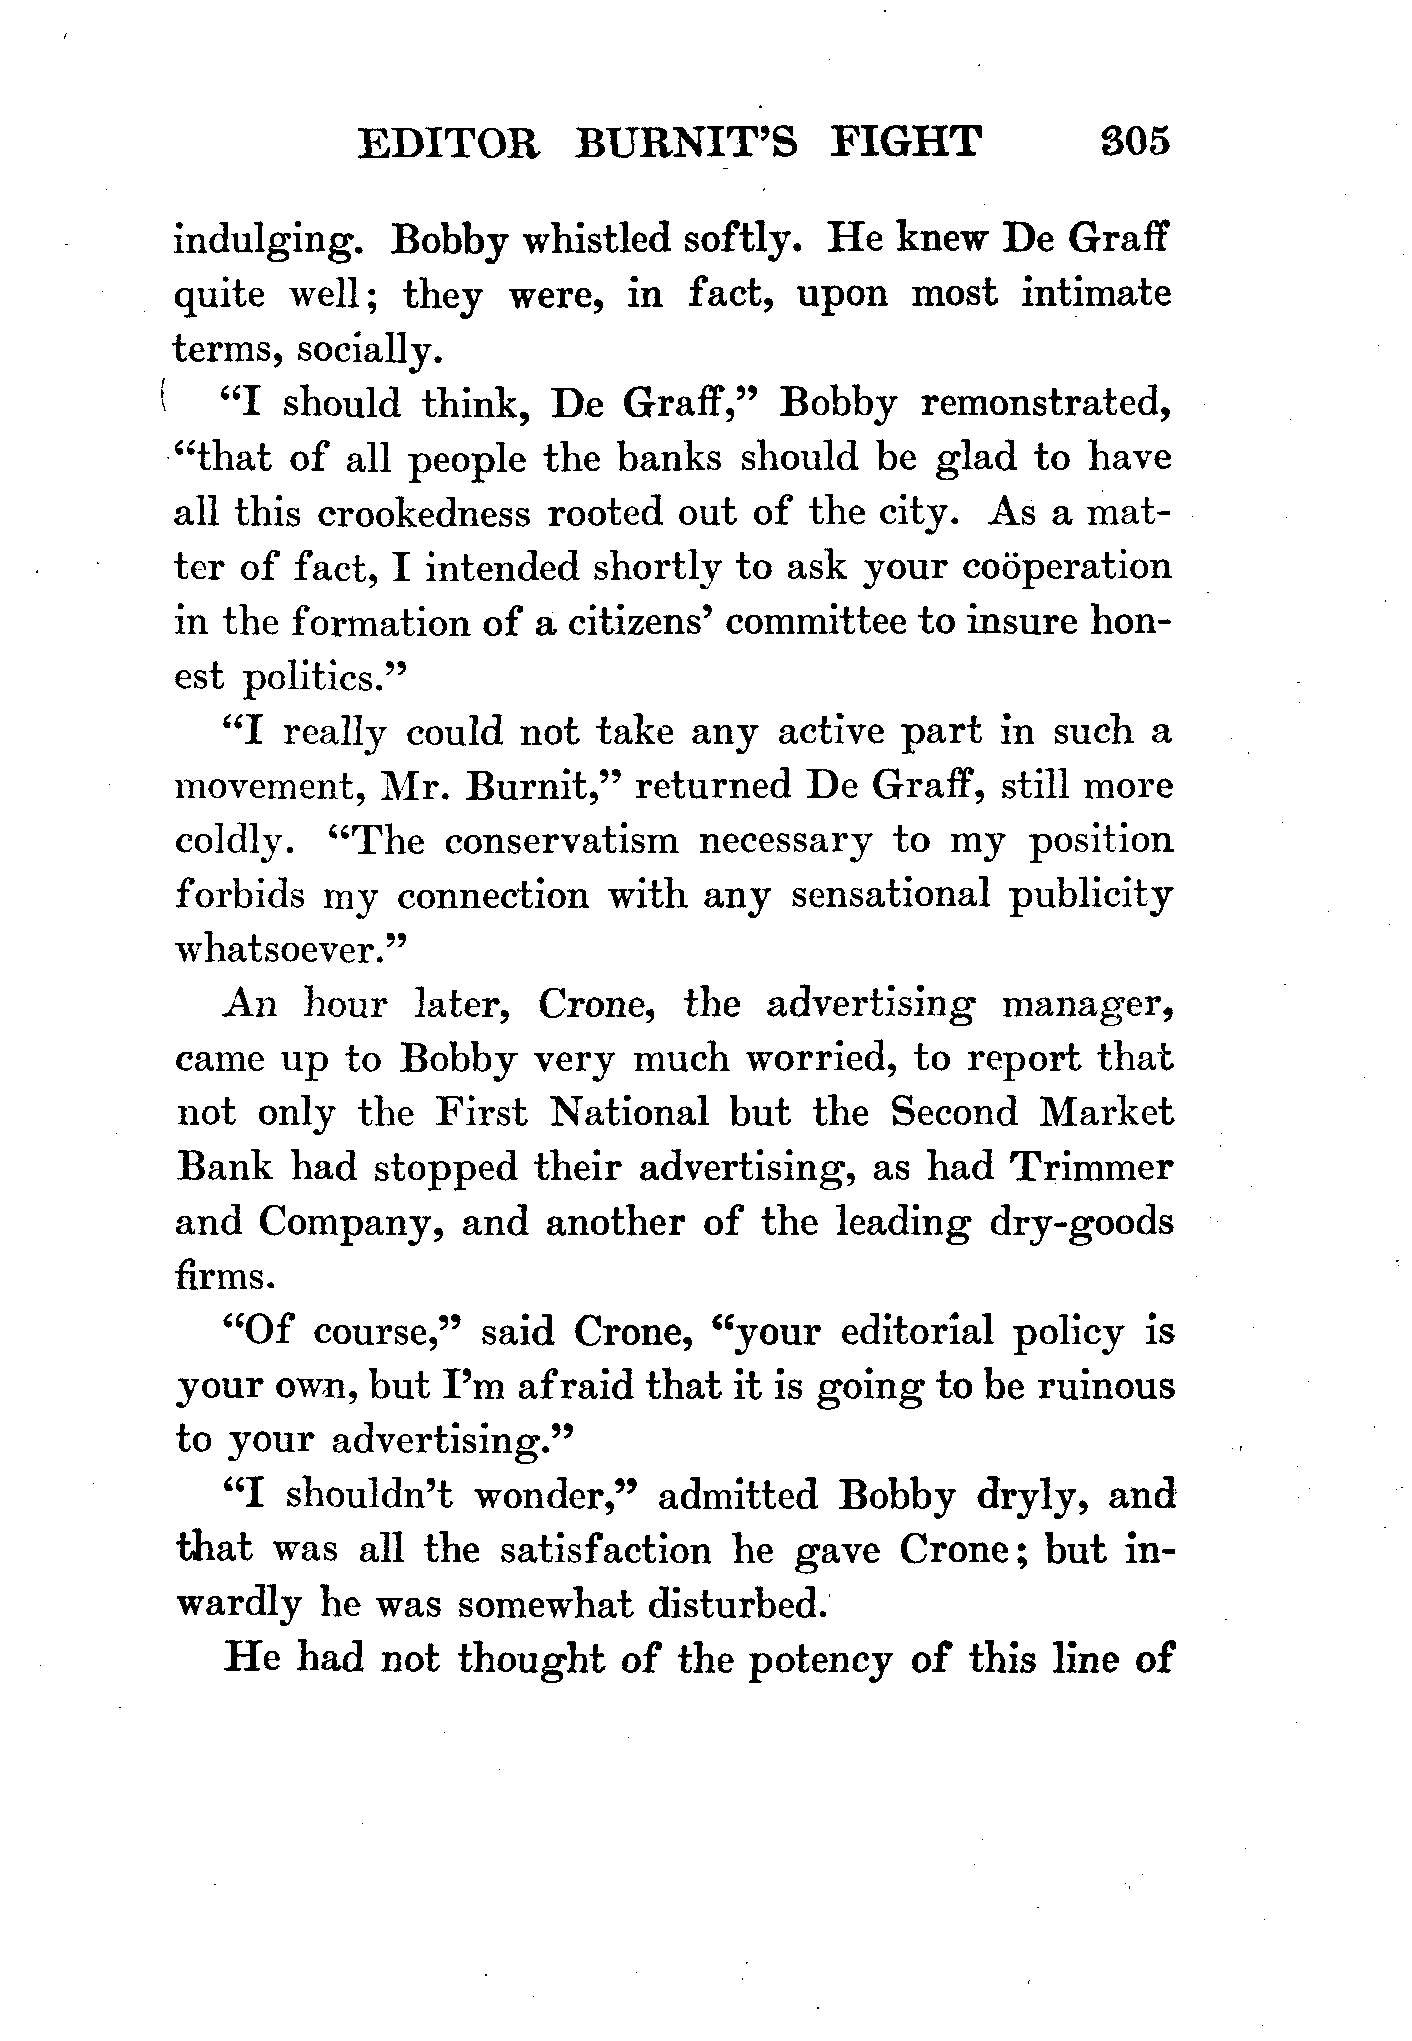 EDITOR BURNIT'S FIGHT 305
indulging. Bobby whistled softly. He knew De Graff
quite well; they were, in fact, upon most intimate
terms, socially.
"I should think, De Graff," Bobby remonstrated,
"that of all people the banks should be glad to have
all this crookedness rooted out of the city. As a mat-
ter of fact, I intended shortly to ask your coöperation
in the formation of a citizens' committee to insure hon-
est politics."
"I really could not take any active part in such a
movement, Mr. Burnit," returned De Graff, still more
coldly. "The conservatism necessary to my position
forbids my connection with any sensational publicity
whatsoever."
An hour later, Crone, the advertising manager,
came up to Bobby very much worried, to report that
not only the First National but the Second Market
Bank had stopped their advertising, as had Trimmer
and Company, and another of the leading dry-goods
firms.
"Of course," said Crone, "your editorial policy is
your own, but I'm afraid that it is going to be ruinous
to your advertising."
"I shouldn't wonder," admitted Bobby dryly, and
that was all the satisfaction he gave Crone; but in-
wardly he was somewhat disturbed.
He had not thought of the potency of this line of